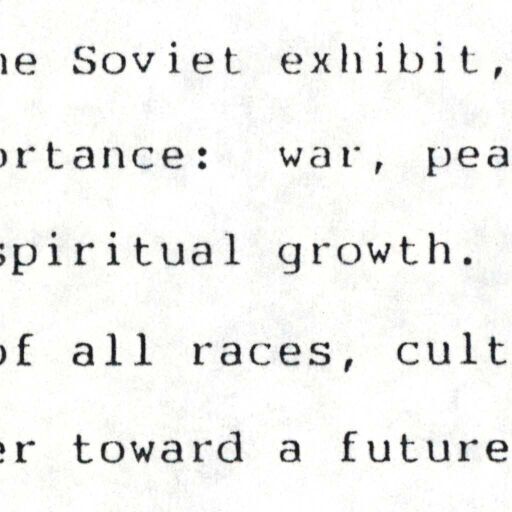 he Soviet exhibit,
ortance:  war, pea
spiritual growth.
of all races, cult
er toward a future